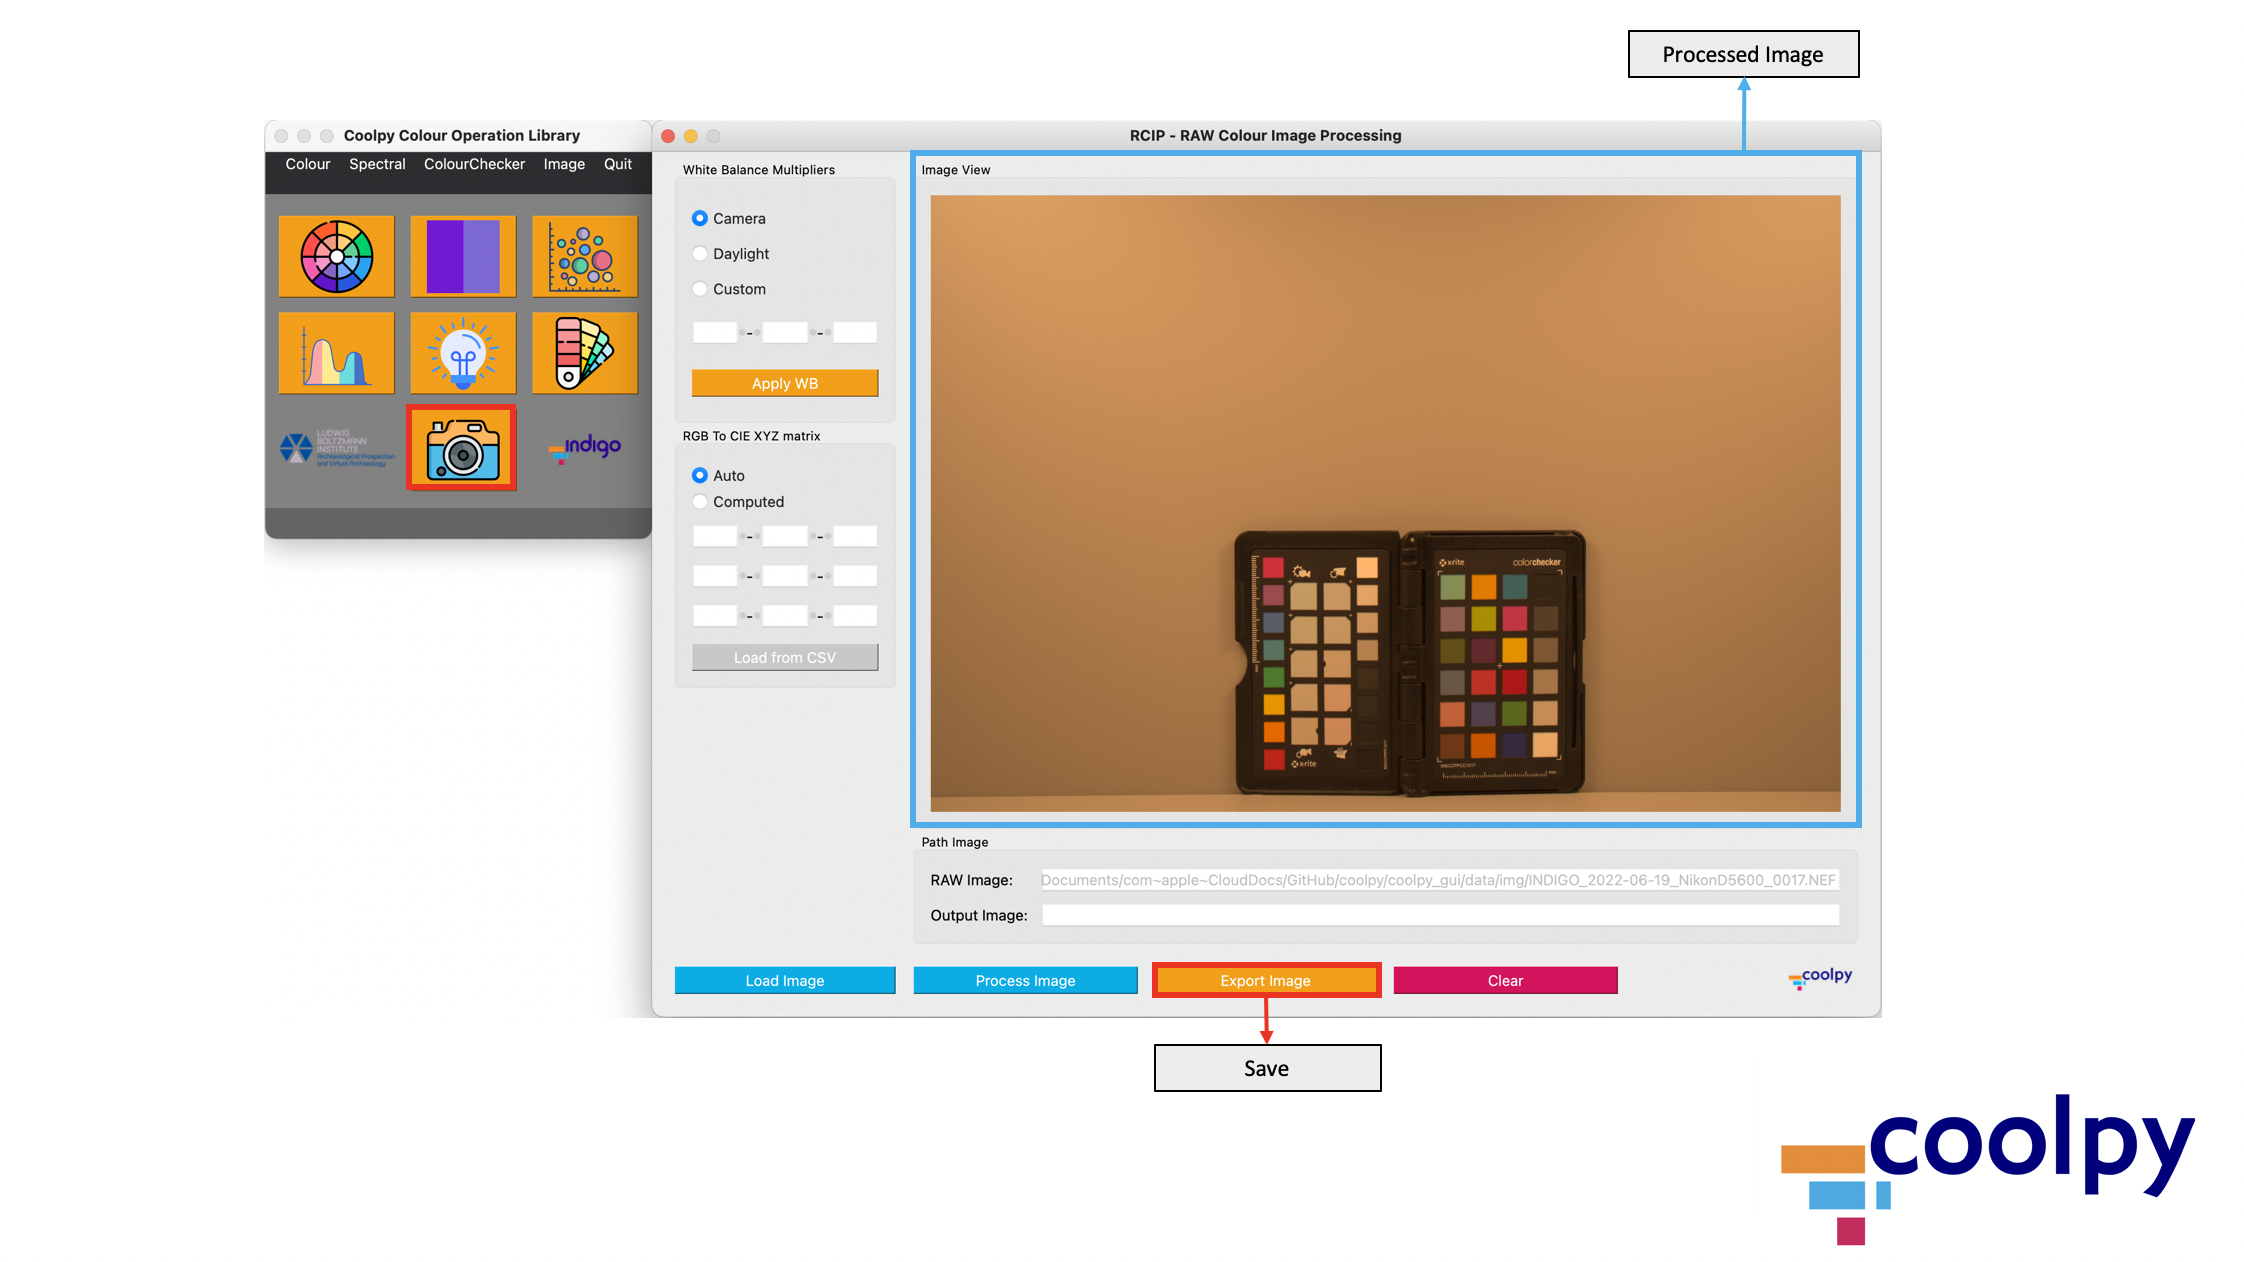 Processed Image
Coolpy Colour Operation Library
Colour Spectral ColourChecker Image Quit
LUDWIG
BOLTZMANN
INSTITUTE
Archaeological Prospection
and Virtual Archaeology
indigo
RCIP - RAW Colour Image Processing
White Balance Multipliers
Camera
Daylight
Custom
- -
Apply WB
RGB To CIE XYZ matrix
Auto
Computed
- -
- -
- -
Load from CSV
Image View
x-rite
x-rite
colorchecker
Path Image
RAW Image: Documents/com~apple~CloudDocs/GitHub/coolpy/coolpy_gui/data/img/INDIGO_2022-06-19_NikonD5600_0017.NEF
Output Image:
Load Image
Process Image
Export Image
Clear
coolpy
Save
coolpy